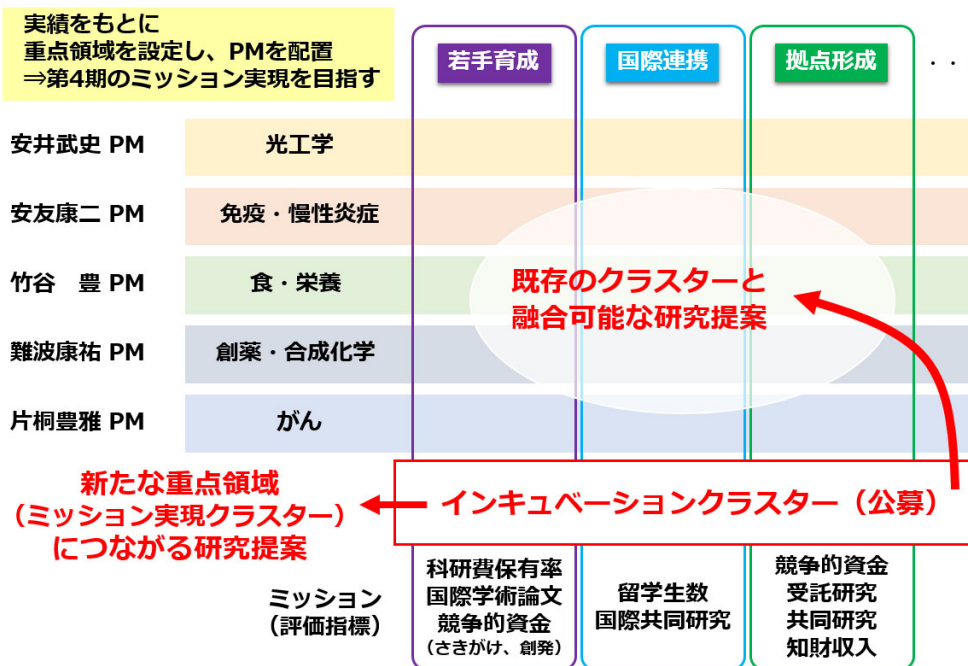 実績をもとに
重点領域を設定し、PMを配置
⇒第4期のミッション実現を目指す
若手育成
国際連携
拠点形成
・・
安井武史 PM
光工学
安友康二 PM
免疫・慢性炎症
竹谷　豊 PM
食・栄養
難波康祐 PM
創薬・合成化学
片桐豊雅 PM
がん
既存のクラスターと
融合可能な研究提案
インキュベーションクラスター（公募）
新たな重点領域
（ミッション実現クラスター）
につながる研究提案
ミッション
（評価指標）
科研費保有率
国際学術論文
競争的資金
（さきがけ、創発）
留学生数
国際共同研究
競争的資金
受託研究
共同研究
知財収入